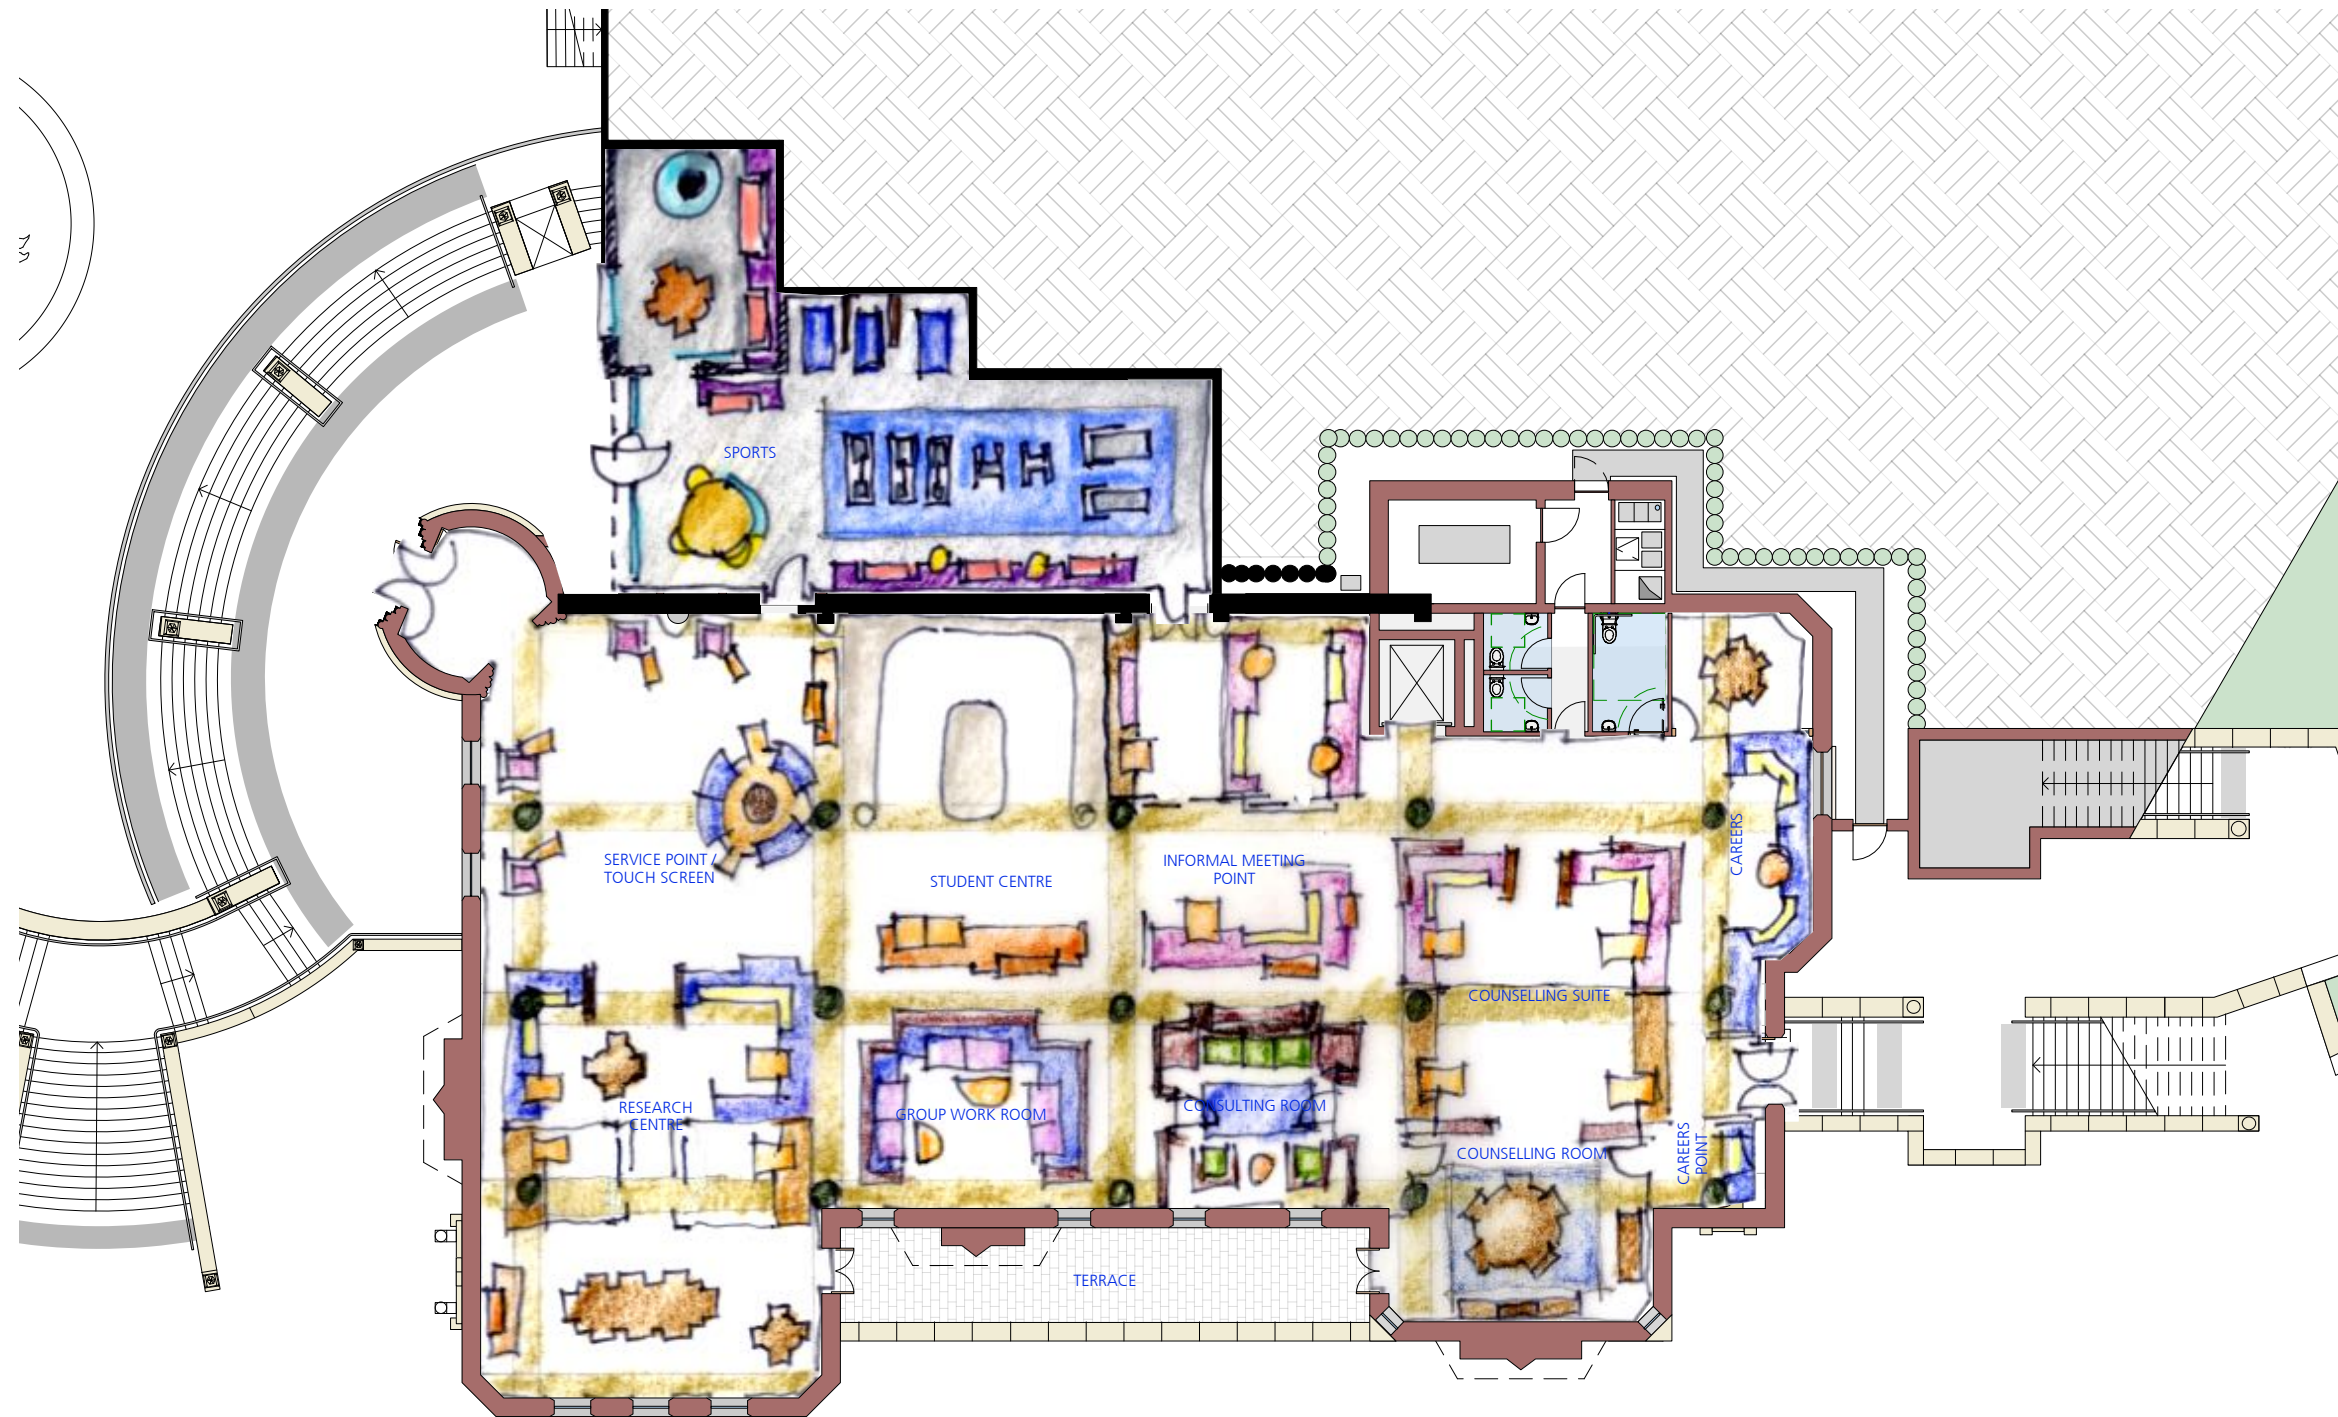 SPORTS
SERVICE POINT /
TOUCH SCREEN
STUDENT CENTRE
INFORMAL MEETING
POINT
CAREERS
COUNSELLING SUITE
RESEARCH
CENTRE
GROUP WORK ROOM
CONSULTING ROOM
COUNSELLING ROOM
CAREERS
POINT
TERRACE